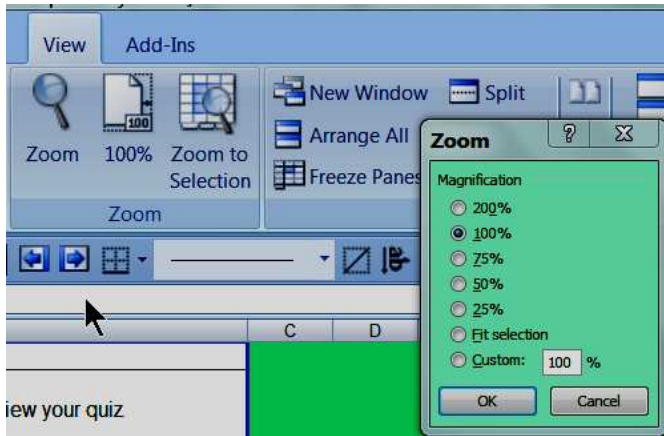 View Add-Ins
New Window Split
Arrange All
Freeze Panes
Zoom 100% Zoom to Selection
100
Zoom
Zoom
Magnification
200%
100%
75%
50%
25%
Fit selection
Custom: 100 %
OK Cancel
C D
iew your quiz